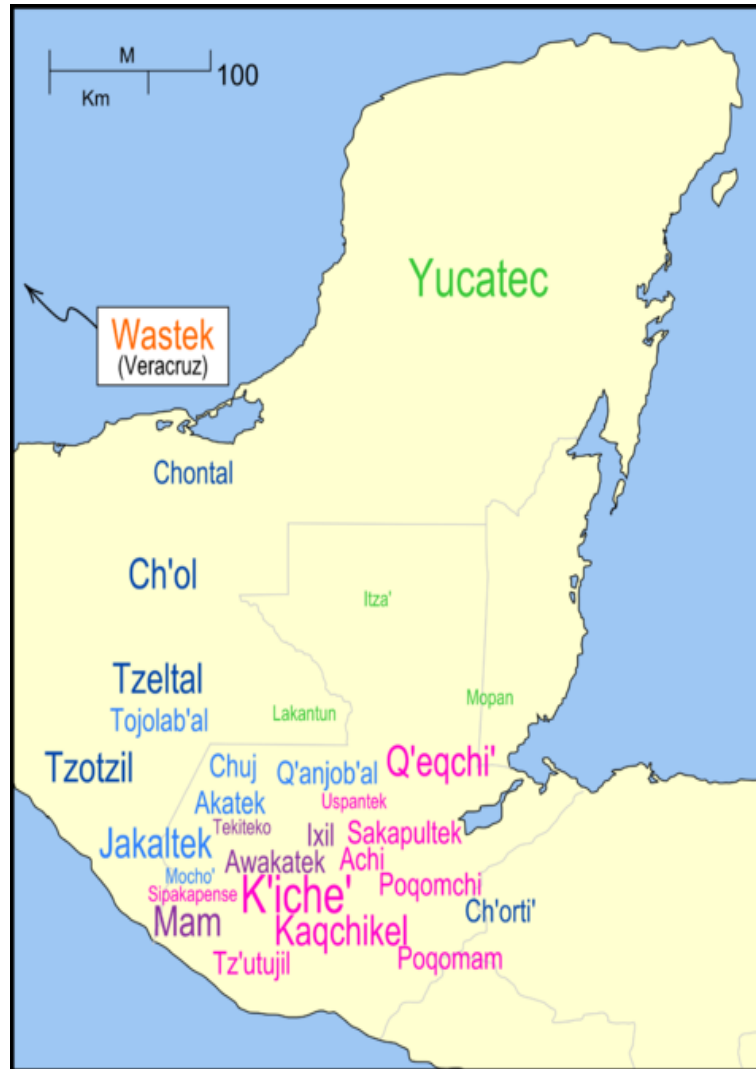 M
100
Km
Yucatec
Wastek
(Veracruz)
Chontal
Ch'ol
Itza'
Tzeltal
Mopan
Lakantun
Tojolab'al
Tzotzil
Chuj
Q'anjob'al
Q'eqchi'
Akatek
Uspantek
Tekiteko
Ixil
Sakapultek
Jakaltek
Awakatek
Achi
Mocho'
Sipakapense
K'iche'
Poqomchi
Mam
Kaqchikel
Ch'orti'
Tz'utujil
Poqomam